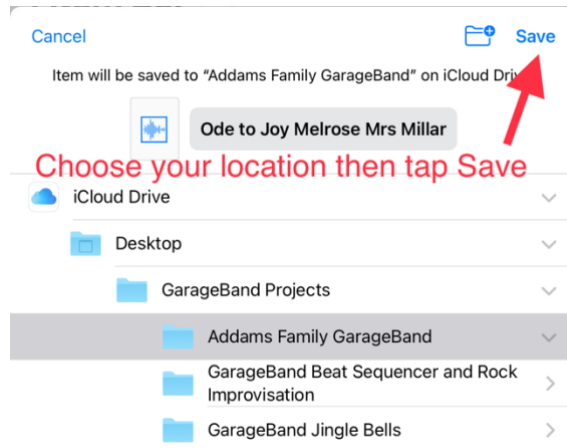 Cancel
Save
Item will be saved to “Addams Family GarageBand” on iCloud
Ode to Joy Melrose Mrs Millar
Choose your location then tap Save
iCloud Drive
Desktop
GarageBand Projects
Addams Family GarageBand
GarageBand Beat Sequencer and Rock
Improvisation
GarageBand Jingle Bells